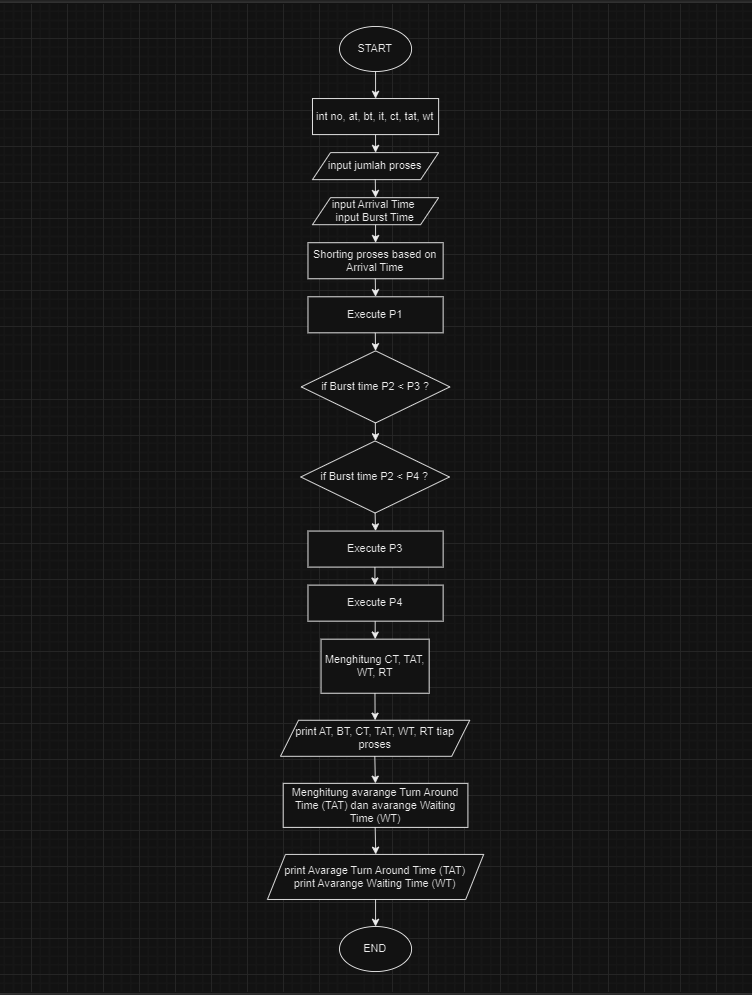 START
int no, at, bt, it, ct, tat, wt
input jumlah proses
input Arrival Time
input Burst Time
Shorting proses based on
Arrival Time
Execute P1
if Burst time P2 < P3 ?
if Burst time P2 < P4 ?
Execute P3
Execute P4
Menghitung CT, TAT,
WT, RT
print AT, BT, CT, TAT, WT, RT tiap
proses
Menghitung avarange Turn Around
Time (TAT) dan avarange Waiting
Time (WT)
print Avarage Turn Around Time (TAT)
print Avarange Waiting Time (WT)
END